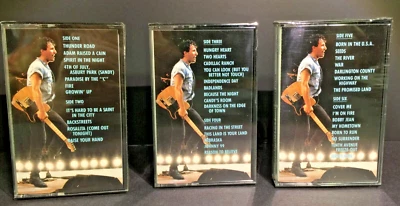 SIDE ONE
THUNDER ROAD
ADAM RAISED A CAIN
SPIRIT IN THE NIGHT
4TH OF JULY,
ASBURY PARK (SANDY)
PARADISE BY THE "C"
FIRE
GROWIN' UP
SIDE TWO
IT'S HARD TO BE A SAINT
IN THE CITY
BACKSTREETS
ROSALITA (COME OUT
TONIGHT)
RAISE YOUR HAND
SIDE THREE
HUNGRY HEART
TWO HEARTS
CADILLAC RANCH
YOU CAN LOOK (BUT YOU
BETTER NOT TOUCH)
INDEPENDENCE DAY
BADLANDS
BECAUSE THE NIGHT
CANDY'S ROOM
DARKNESS ON THE EDGE
OF TOWN
SIDE FOUR
RACING IN THE STREET
THIS LAND IS YOUR LAND
NEBRASKA
JOHNNY 99
REASON TO BELIEVE
SIDE FIVE
BORN IN THE U.S.A.
SEEDS
THE RIVER
WAR
DARLINGTON COUNTY
WORKING ON THE
HIGHWAY
THE PROMISED LAND
SIDE SIX
COVER ME
I'M ON FIRE
BOBBY JEAN
MY HOMETOWN
BORN TO RUN
NO SURRENDER
TENTH AVENUE
FREEZE-OUT